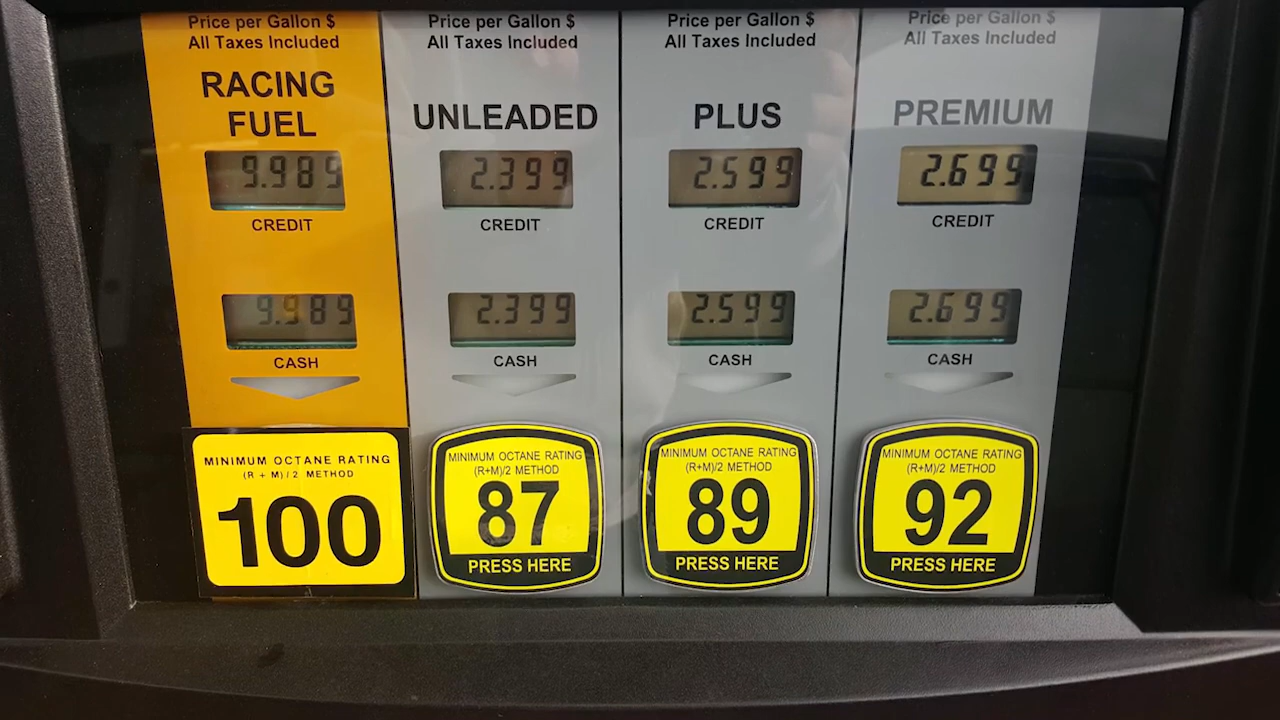 Price per Gallon $
All Taxes Included
RACING
FUEL
9.989
CREDIT
9.989
CASH
MINIMUM OCTANE RATING
(R + M) / 2 METHOD
100
Price per Gallon $
All Taxes Included
UNLEADED
2.399
CREDIT
2.399
CASH
MINIMUM OCTANE RATING
(R+M)/2 METHOD
87
PRESS HERE
Price per Gallon $
All Taxes Included
PLUS
2.599
CREDIT
2.599
CASH
MINIMUM OCTANE RATING
(R+M)/2 METHOD
89
PRESS HERE
Price per Gallon $
All Taxes Included
PREMIUM
2.699
CREDIT
2.699
CASH
MINIMUM OCTANE RATING
(R+M)/2 METHOD
92
PRESS HERE